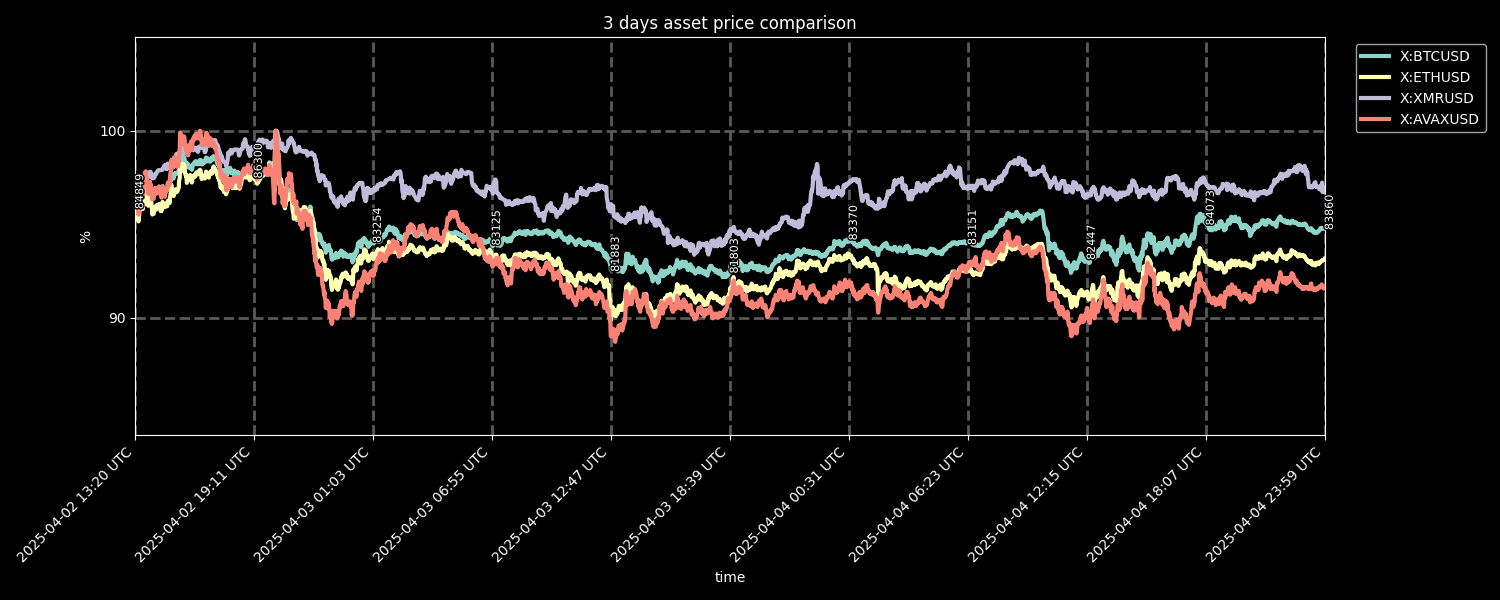 3 days asset price comparison
X:BTCUSD
X:ETHUSD
X:XMRUSD
X:AVAXUSD
100
90
%
84849
86300
83254
83125
81883
81803
83370
83151
82447
84073
83860
2025-04-02 13:20 UTC
2025-04-02 19:11 UTC
2025-04-03 01:03 UTC
2025-04-03 06:55 UTC
2025-04-03 12:47 UTC
2025-04-03 18:39 UTC
2025-04-04 00:31 UTC
2025-04-04 06:23 UTC
2025-04-04 12:15 UTC
2025-04-04 18:07 UTC
2025-04-04 23:59 UTC
time